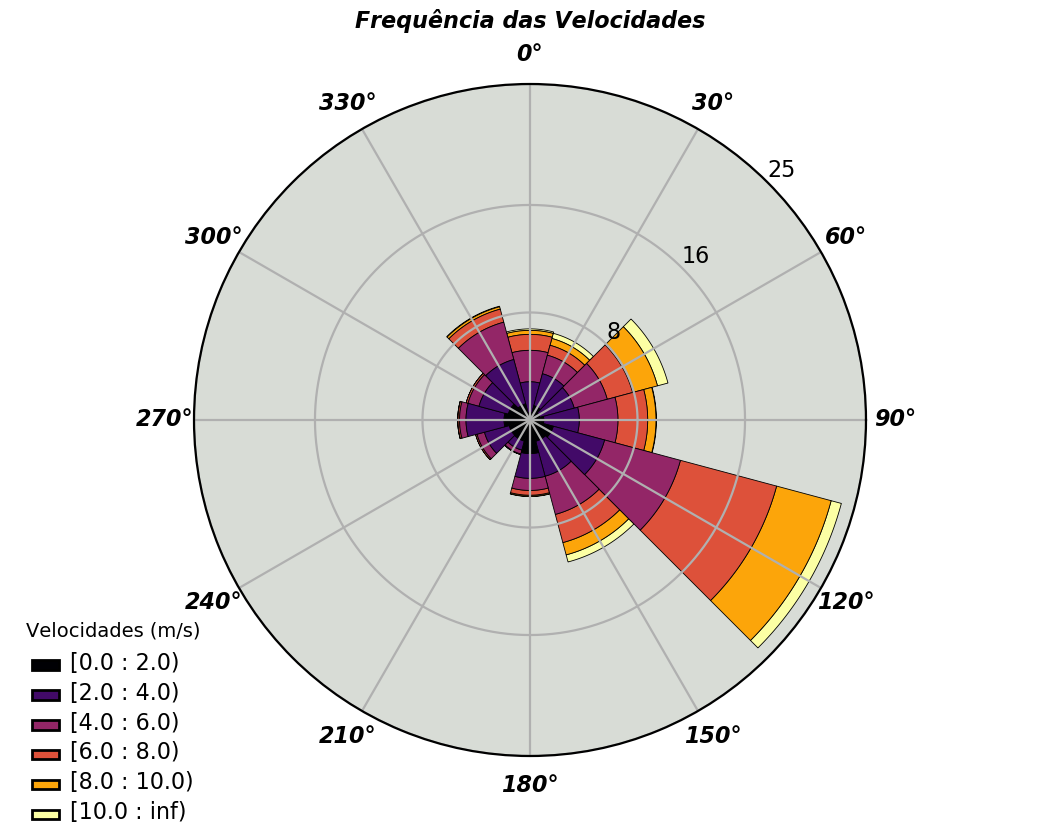 Frequência das Velocidades
0°
330°
30°
25
300°
60°
16
8
270°
90°
240°
120°
210°
150°
180°
Velocidades (m/s)
[0.0 : 2.0)
[2.0 : 4.0)
[4.0 : 6.0)
[6.0 : 8.0)
[8.0 : 10.0)
[10.0 : inf)